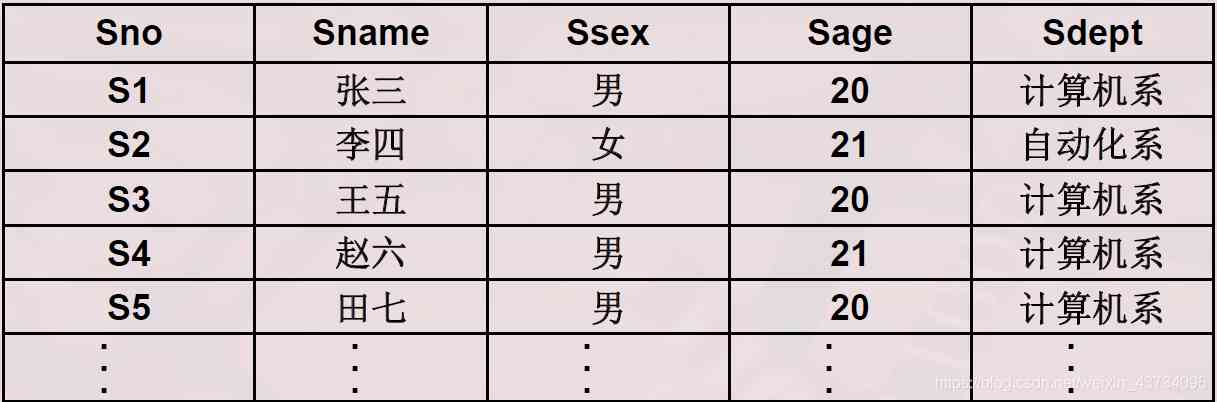 Sno Sname Ssex Sage Sdept
S1 张三 男 20 计算机系
S2 李四 女 21 自动化系
S3 王五 男 20 计算机系
S4 赵六 男 21 计算机系
S5 田七 男 20 计算机系
⋮ ⋮ ⋮ ⋮ ⋮
https://blog.csdn.net/weixin_43734095